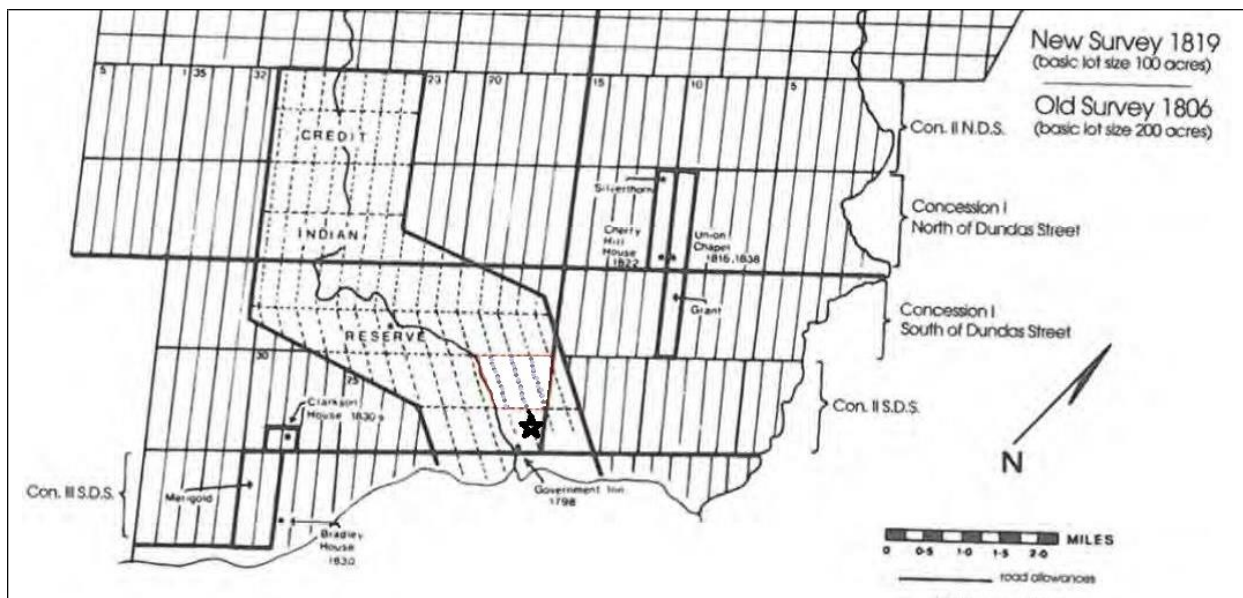 New Survey 1819
(basic lot size 100 acres)
Old Survey 1806
(basic lot size 200 acres)
5
35
32
23
20
15
10
5
Con. II N.D.S.
CREDIT
Silverthorn
Concession I
North of Dundas Street
INDIAN
Cherry
Hill
House
1822
Union
Chapel
1816, 1838
Grant
Concession I
South of Dundas Street
RESERVE
30
25
Clarkson
House 1830's
Con. II S.D.S.
N
Con. III S.D.S.
Merigold
Government Inn
1798
Bradley
House
1830
MILES
0 0·5 1·0 1·5 2·0
road allowances